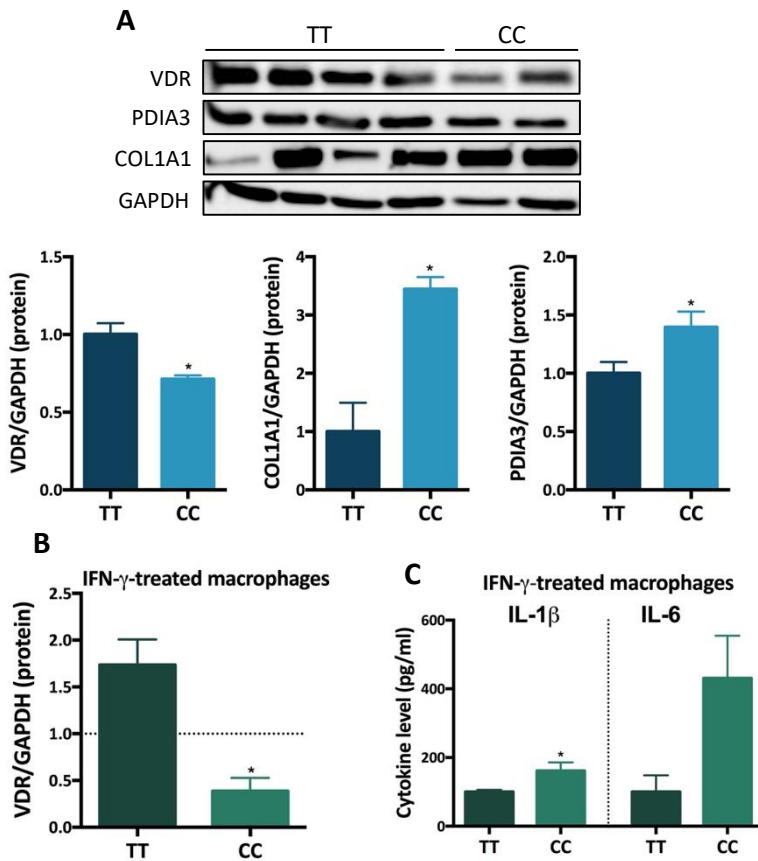 A
TT CC
VDR
PDIA3
COL1A1
GAPDH
VDR/GAPDH (protein)
1.5
1.0
0.5
0.0
*
TT CC
COL1A1/GAPDH (protein)
4
3
2
1
0
*
TT CC
PDIA3/GAPDH (protein)
2.0
1.5
1.0
0.5
0.0
*
TT CC
B
IFN-γ-treated macrophages
VDR/GAPDH (protein)
2.5
2.0
1.5
1.0
0.5
0.0
*
TT CC
C
IFN-γ-treated macrophages
IL-1β IL-6
Cytokine level (pg/ml)
600
400
200
0
*
TT CC TT CC